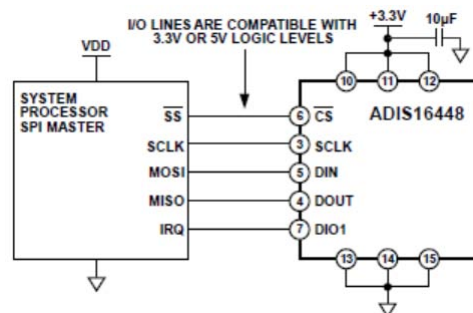 I/O LINES ARE COMPATIBLE WITH
3.3V OR 5V LOGIC LEVELS
+3.3V
10µF
VDD
10
11
12
SYSTEM
PROCESSOR
SPI MASTER
ADIS16448
SS
6
CS
SCLK
3
SCLK
MOSI
5
DIN
MISO
4
DOUT
IRQ
7
DIO1
13
14
15